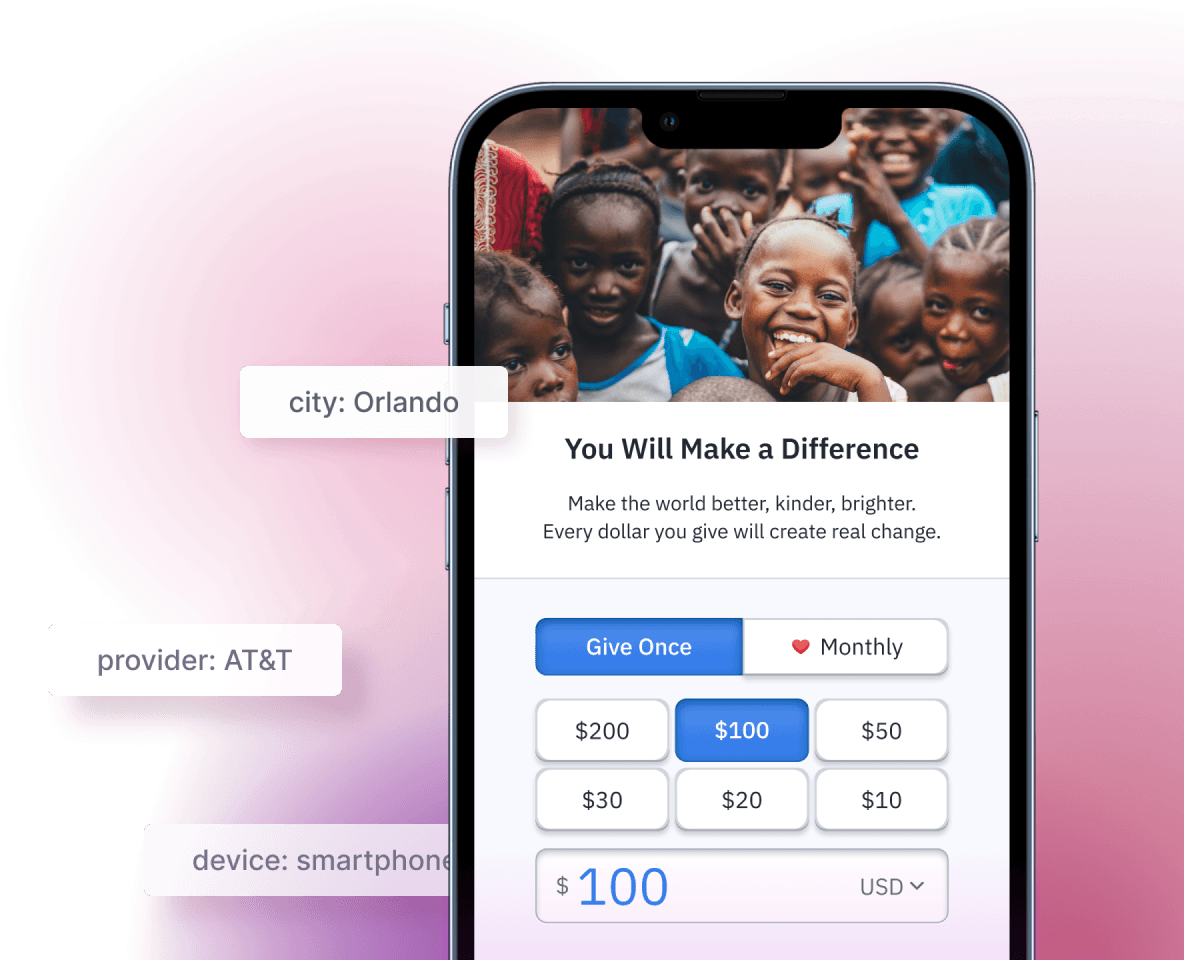 city: Orlando
You Will Make a Difference
Make the world better, kinder, brighter.
Every dollar you give will create real change.
provider: AT&T
Give Once
Monthly
$200
$100
$50
$30
$20
$10
device: smartphone
$ 100
USD